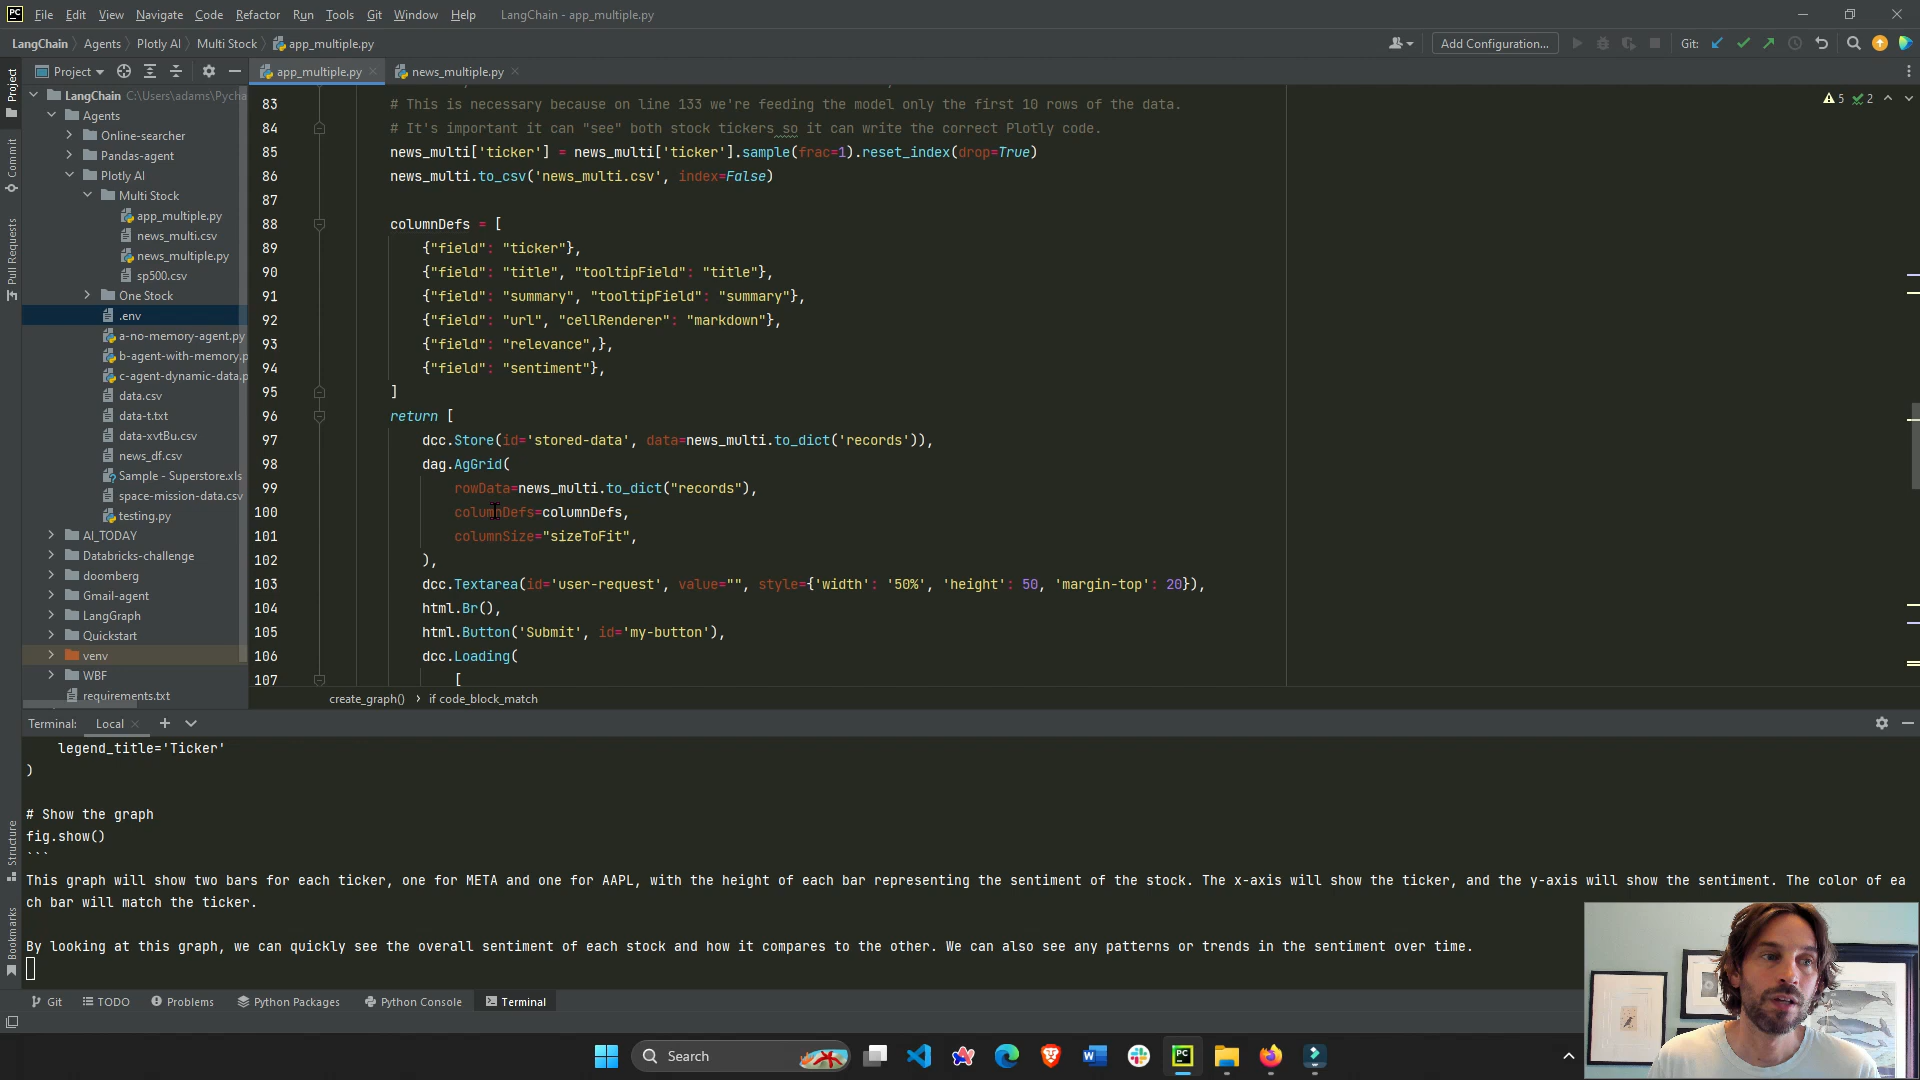 PC File Edit View Navigate Code Refactor Run Tools Git Window Help LangChain - app_multiple.py
LangChain Agents Plotly AI Multi Stock app_multiple.py Add Configuration... Git:
Project app_multiple.py news_multiple.py
Project
Commit
Pull Requests
Structure
Bookmarks
LangChain C:\Users\adams\Pycha
Agents
Online-searcher
Pandas-agent
Plotly AI
Multi Stock
app_multiple.py
news_multi.csv
news_multiple.py
sp500.csv
One Stock
.env
a-no-memory-agent.py
b-agent-with-memory.p
c-agent-dynamic-data.p
data.csv
data-t.txt
data-xvtBu.csv
news_df.csv
Sample - Superstore.xls
space-mission-data.csv
testing.py
AI_TODAY
Databricks-challenge
doomberg
Gmail-agent
LangGraph
Quickstart
venv
WBF
requirements.txt
5 2
83 # This is necessary because on line 133 we're feeding the model only the first 10 rows of the data.
84 # It's important it can "see" both stock tickers so it can write the correct Plotly code.
85 news_multi['ticker'] = news_multi['ticker'].sample(frac=1).reset_index(drop=True)
86 news_multi.to_csv('news_multi.csv', index=False)
87
88 columnDefs = [
89 {"field": "ticker"},
90 {"field": "title", "tooltipField": "title"},
91 {"field": "summary", "tooltipField": "summary"},
92 {"field": "url", "cellRenderer": "markdown"},
93 {"field": "relevance",},
94 {"field": "sentiment"},
95 ]
96 return [
97 dcc.Store(id='stored-data', data=news_multi.to_dict('records')),
98 dag.AgGrid(
99 rowData=news_multi.to_dict("records"),
100 columnDefs=columnDefs,
101 columnSize="sizeToFit",
102 ),
103 dcc.Textarea(id='user-request', value="", style={'width': '50%', 'height': 50, 'margin-top': 20}),
104 html.Br(),
105 html.Button('Submit', id='my-button'),
106 dcc.Loading(
107 [
create_graph() if code_block_match
Terminal: Local
legend_title='Ticker'
)
# Show the graph
fig.show()
```
This graph will show two bars for each ticker, one for META and one for AAPL, with the height of each bar representing the sentiment of the stock. The x-axis will show the ticker, and the y-axis will show the sentiment. The color of ea
ch bar will match the ticker.
By looking at this graph, we can quickly see the overall sentiment of each stock and how it compares to the other. We can also see any patterns or trends in the sentiment over time.
Git TODO Problems Python Packages Python Console Terminal
Search